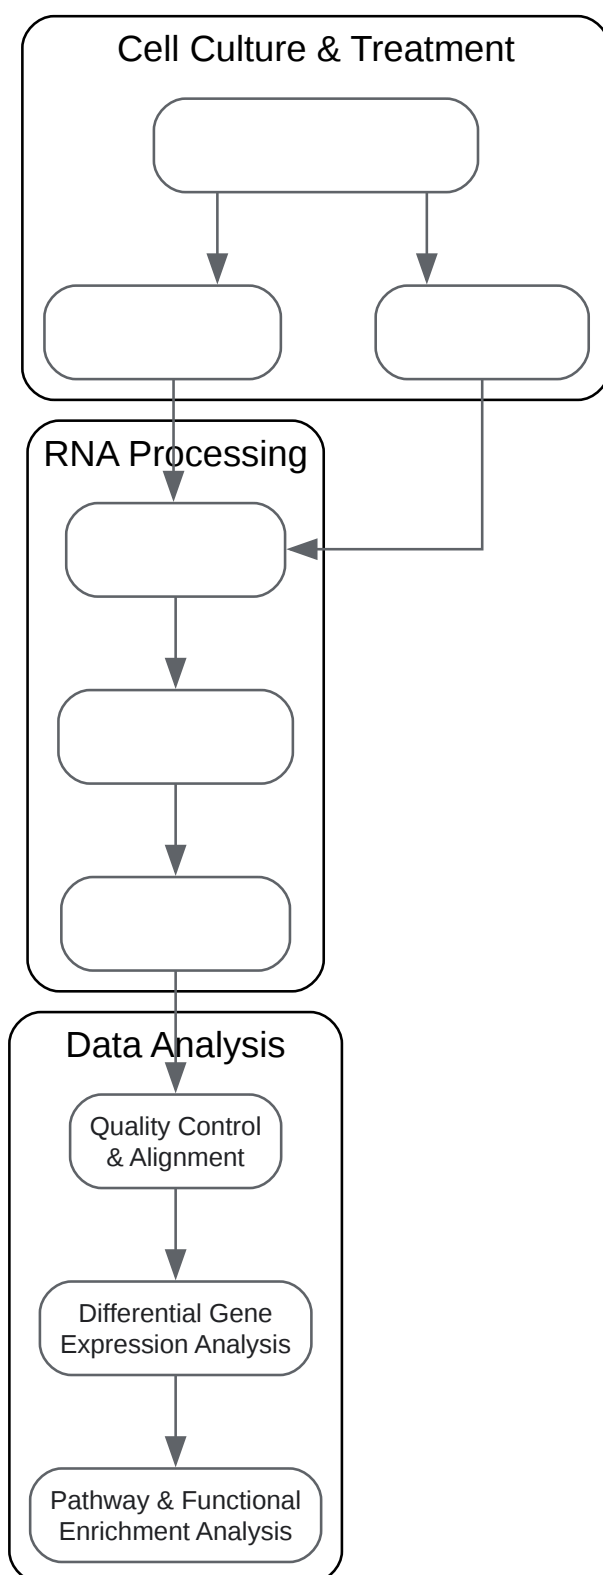 Cell Culture & Treatment
RNA Processing
Data Analysis
Quality Control
& Alignment
Differential Gene
Expression Analysis
Pathway & Functional
Enrichment Analysis